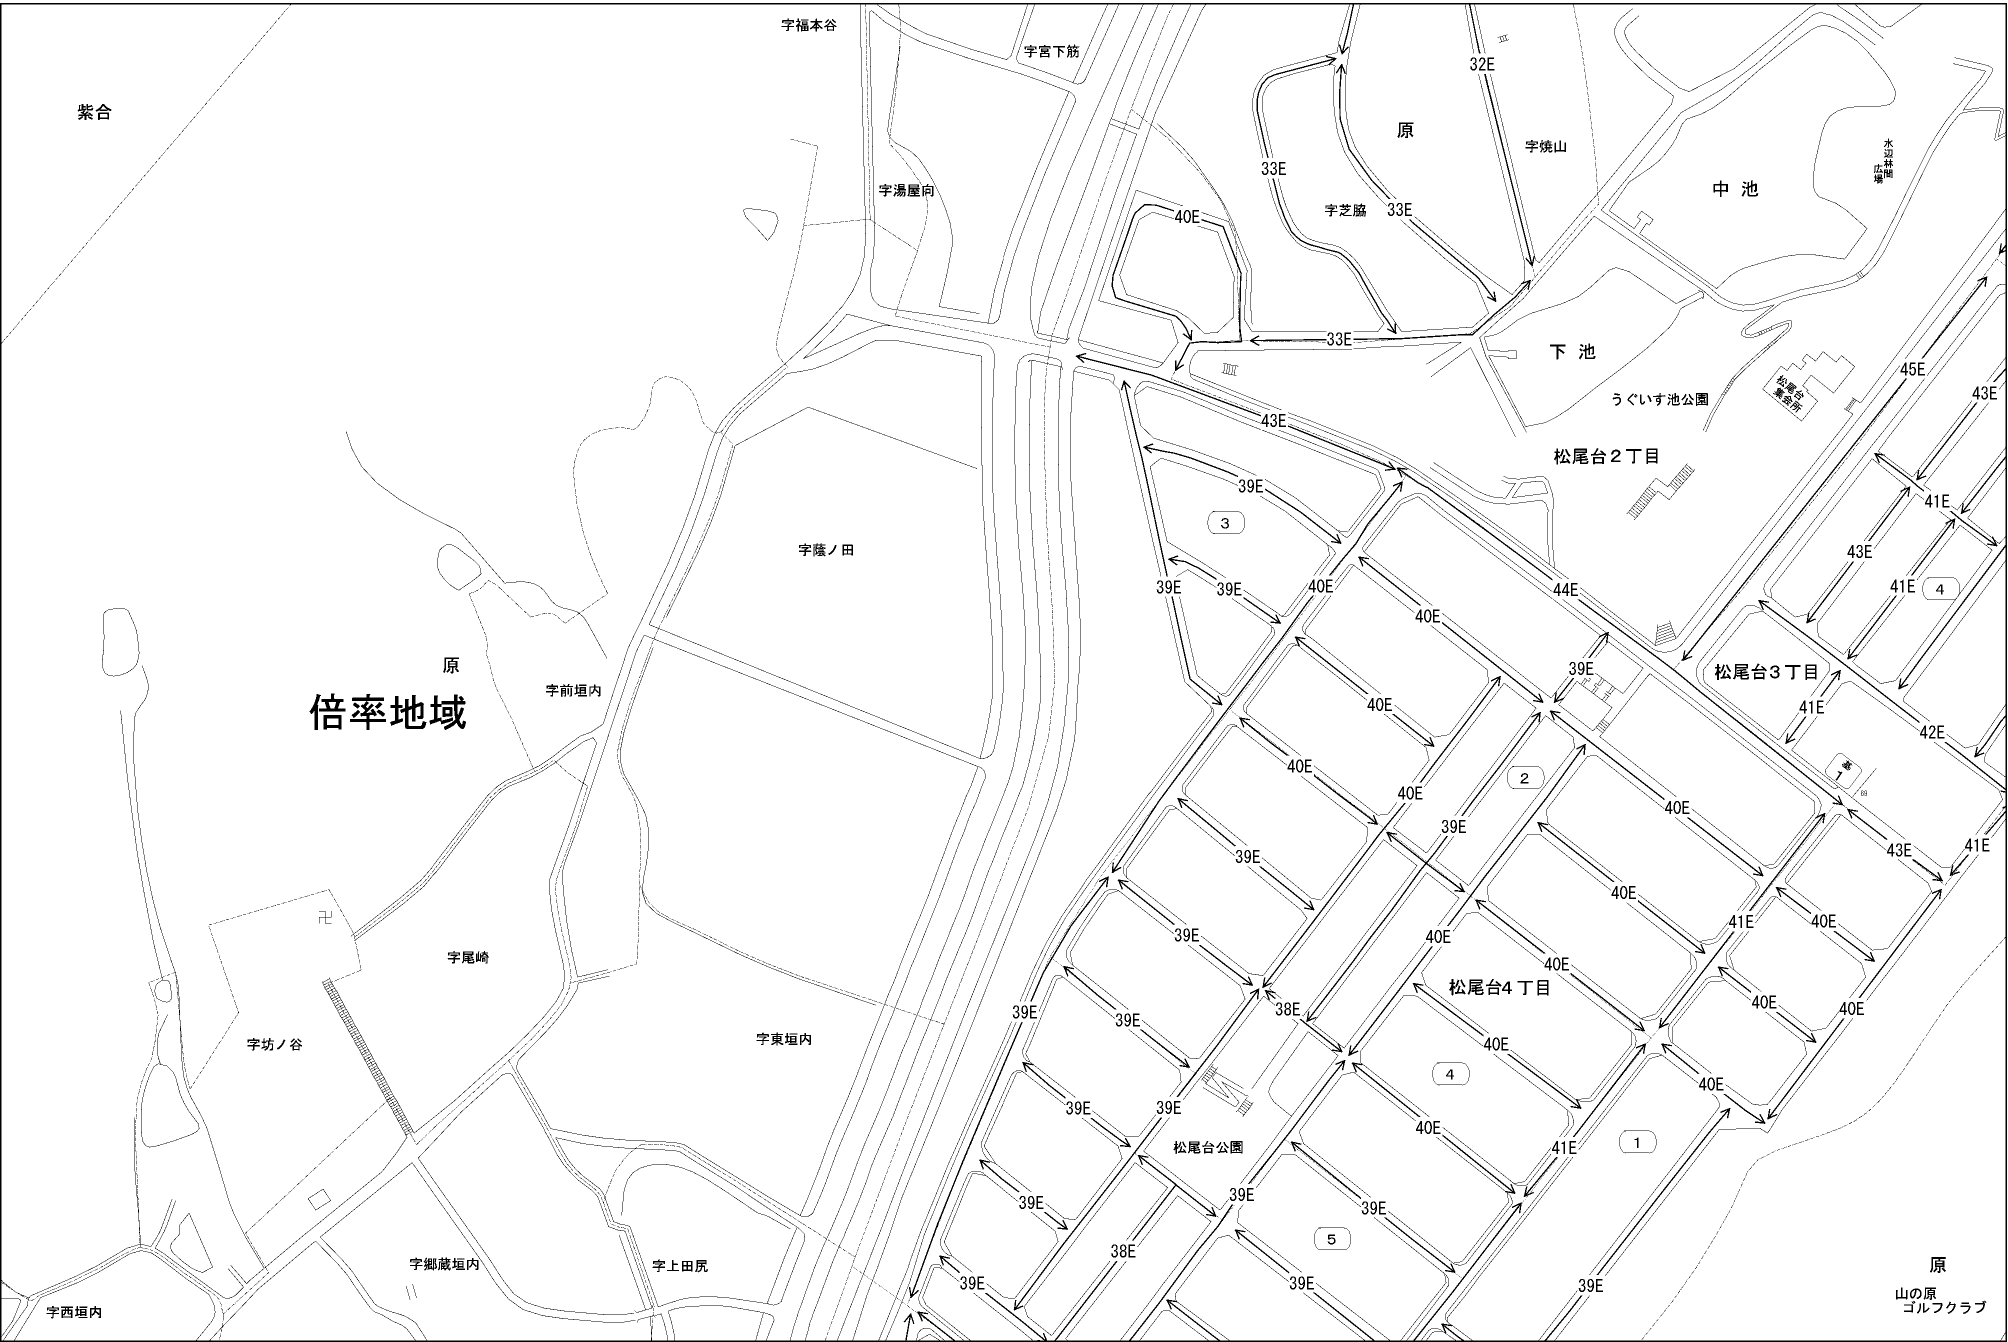 字福本谷
字宮下筋
32E
紫合
原
字焼山
水辺林間
広場
33E
中 池
字湯屋向
字芝脇
33E
40E
33E
下 池
45E
松尾台
集会所
43E
うぐいす池公園
43E
松尾台2丁目
39E
41E
3
字蔭ノ田
43E
39E
39E
40E
44E
41E
4
40E
原
39E
松尾台3丁目
字前垣内
40E
41E
倍率地域
42E
40E
2
基
1
69
40E
40E
39E
43E
41E
39E
40E
41E
40E
39E
40E
字尾崎
40E
松尾台4丁目
40E
39E
38E
40E
39E
字東垣内
字坊ノ谷
40E
4
40E
39E
39E
40E
1
松尾台公園
41E
39E
39E
39E
5
38E
字郷蔵垣内
字上田尻
原
39E
39E
39E
山の原
ゴルフクラブ
字西垣内